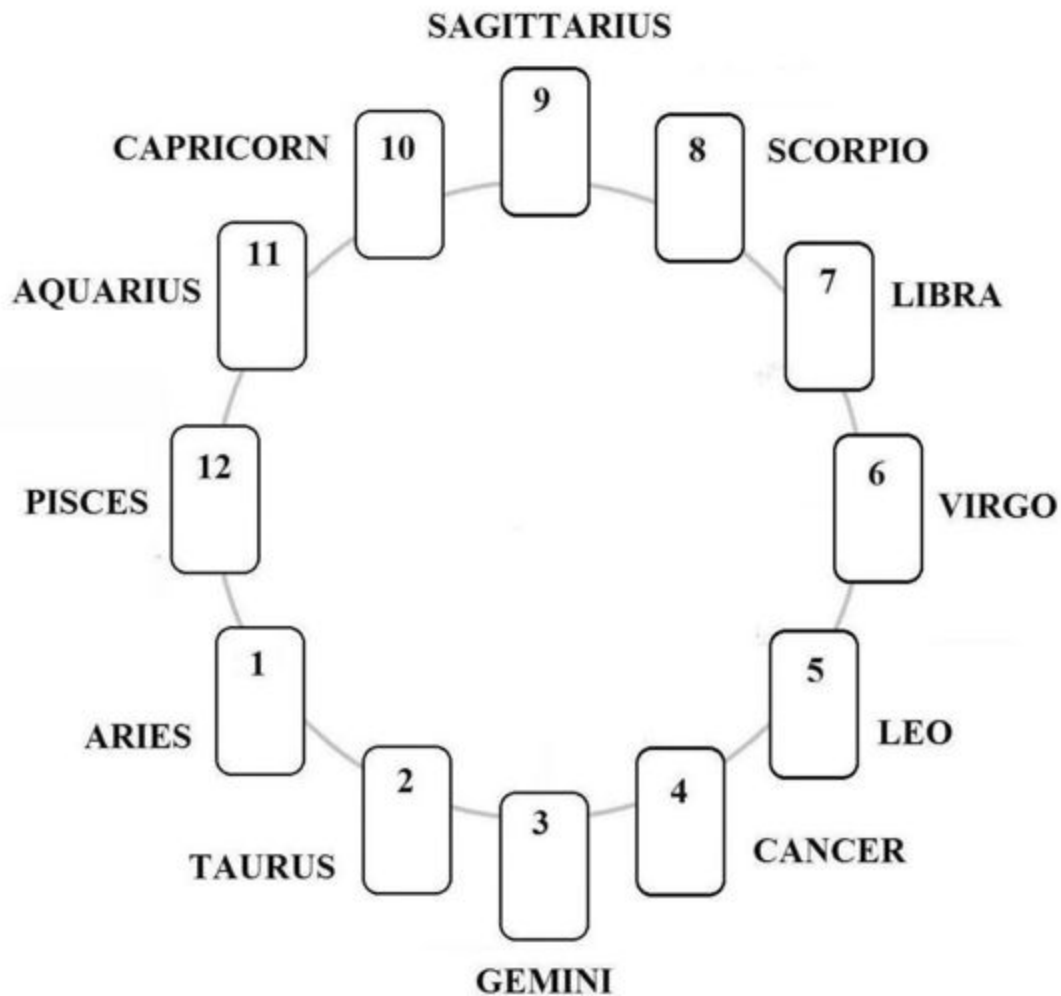 SAGITTARIUS
9
CAPRICORN 10
8 SCORPIO
11
AQUARIUS
7 LIBRA
12
PISCES
6
VIRGO
1
ARIES
5
LEO
2
TAURUS
4
CANCER
3
GEMINI